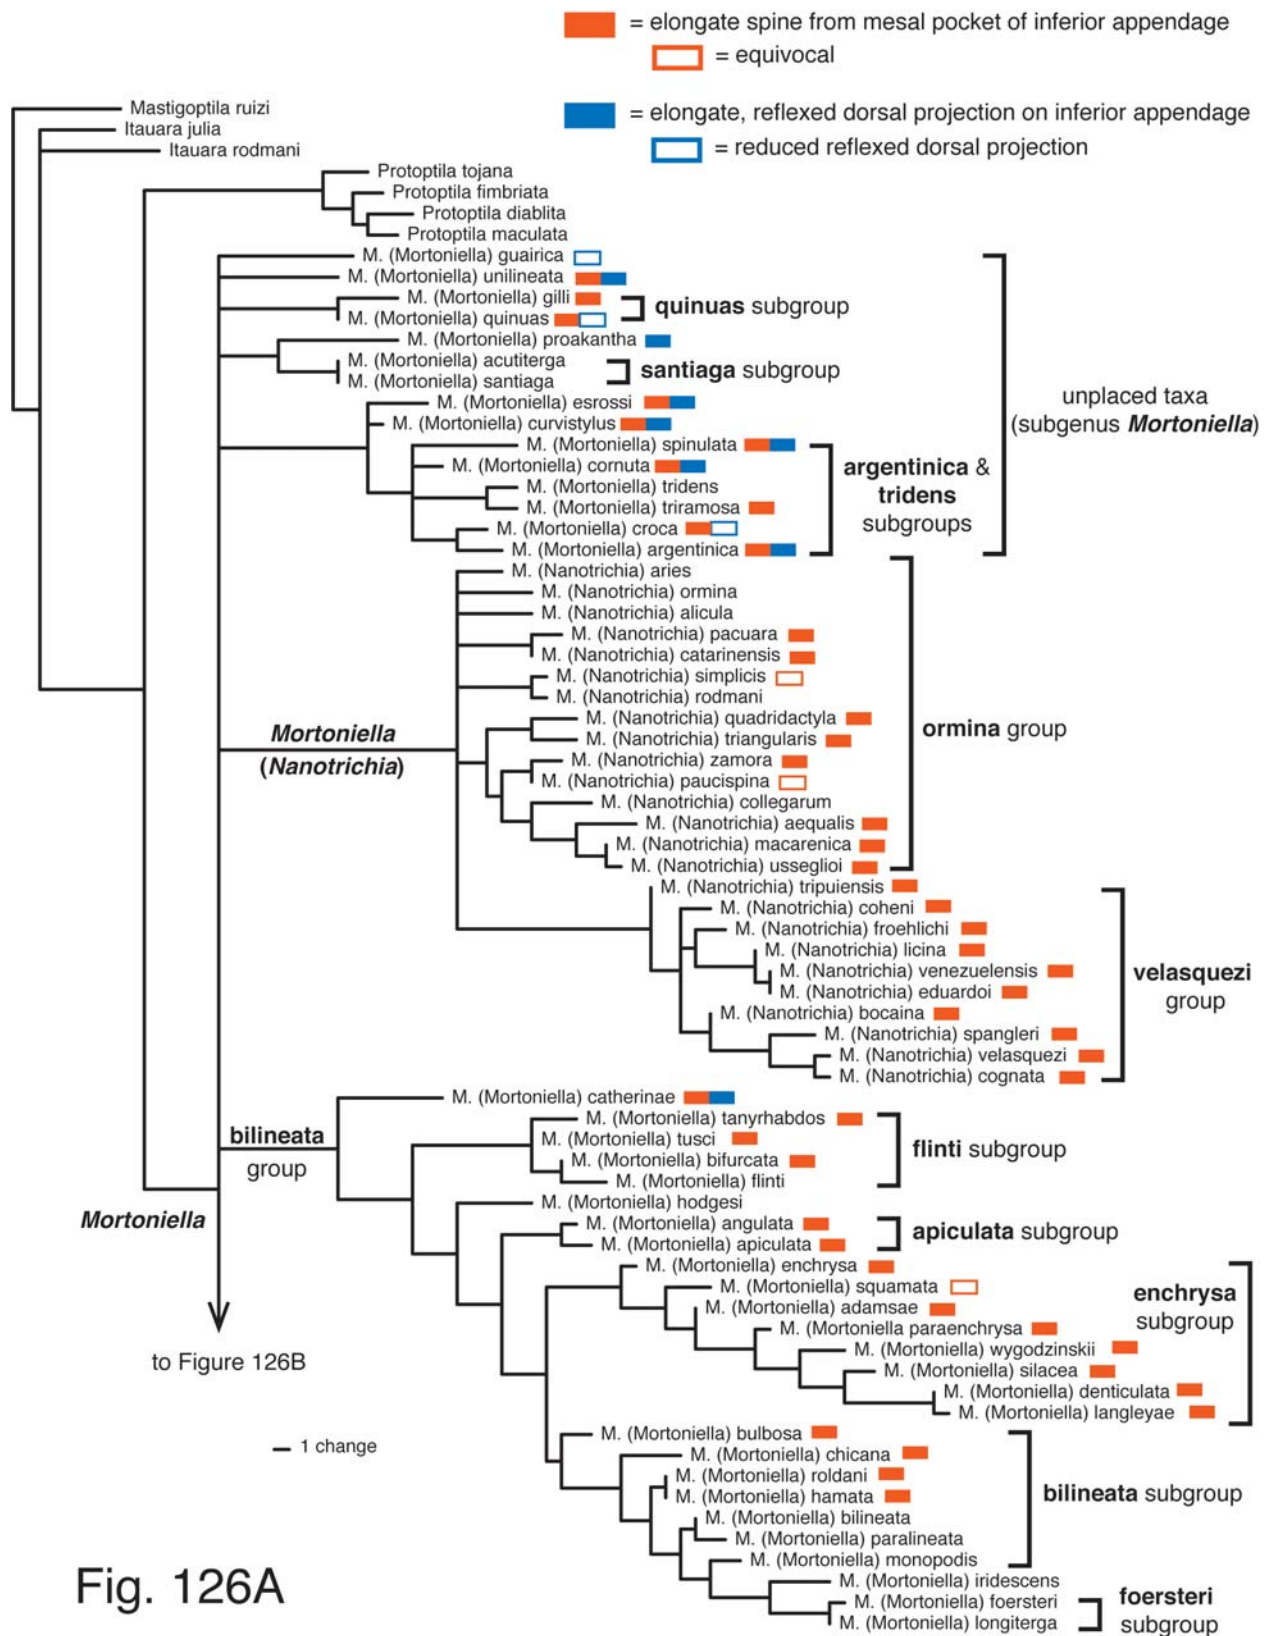 = elongate spine from mesal pocket of inferior appendage
= equivocal
= elongate, reflexed dorsal projection on inferior appendage
= reduced reflexed dorsal projection
Mastigoptila ruizi
Itauara julia
Itauara rodmani
Protoptila tojana
Protoptila fimbriata
Protoptila diablita
Protoptila maculata
M. (Mortoniella) guairica
M. (Mortoniella) unilineata
M. (Mortoniella) gilli
M. (Mortoniella) quinuas
quinuas subgroup
M. (Mortoniella) proakantha
M. (Mortoniella) acutiterga
M. (Mortoniella) santiaga
santiaga subgroup
M. (Mortoniella) esrossi
M. (Mortoniella) curvistylus
M. (Mortoniella) spinulata
M. (Mortoniella) cornuta
M. (Mortoniella) tridens
M. (Mortoniella) triramosa
M. (Mortoniella) croca
M. (Mortoniella) argentinica
argentinica &
tridens
subgroups
unplaced taxa
(subgenus Mortoniella)
M. (Nanotrichia) aries
M. (Nanotrichia) ormina
M. (Nanotrichia) alicula
M. (Nanotrichia) pacuara
M. (Nanotrichia) catarinensis
M. (Nanotrichia) simplicis
M. (Nanotrichia) rodmani
M. (Nanotrichia) quadridactyla
M. (Nanotrichia) triangularis
M. (Nanotrichia) zamora
M. (Nanotrichia) paucispina
M. (Nanotrichia) collegarum
M. (Nanotrichia) aequalis
M. (Nanotrichia) macarenica
M. (Nanotrichia) usseglioi
ormina group
Mortoniella
(Nanotrichia)
M. (Nanotrichia) tripuiensis
M. (Nanotrichia) coheni
M. (Nanotrichia) froehlichi
M. (Nanotrichia) licina
M. (Nanotrichia) venezuelensis
M. (Nanotrichia) eduardoi
M. (Nanotrichia) bocaina
M. (Nanotrichia) spangleri
M. (Nanotrichia) velasquezi
M. (Nanotrichia) cognata
velasquezi
group
M. (Mortoniella) catherinae
M. (Mortoniella) tanyrhabdos
M. (Mortoniella) tusci
M. (Mortoniella) bifurcata
M. (Mortoniella) flinti
flinti subgroup
bilineata
group
M. (Mortoniella) hodgesi
M. (Mortoniella) angulata
M. (Mortoniella) apiculata
apiculata subgroup
Mortoniella
M. (Mortoniella) enchrysa
M. (Mortoniella) squamata
M. (Mortoniella) adamsae
M. (Mortoniella paraenchrysa
M. (Mortoniella) wygodzinskii
M. (Mortoniella) silacea
M. (Mortoniella) denticulata
M. (Mortoniella) langleyae
enchrysa
subgroup
to Figure 126B
1 change
M. (Mortoniella) bulbosa
M. (Mortoniella) chicana
M. (Mortoniella) roldani
M. (Mortoniella) hamata
M. (Mortoniella) bilineata
M. (Mortoniella) paralineata
M. (Mortoniella) monopodis
bilineata subgroup
M. (Mortoniella) iridescens
M. (Mortoniella) foersteri
M. (Mortoniella) longiterga
foersteri
subgroup
Fig. 126A